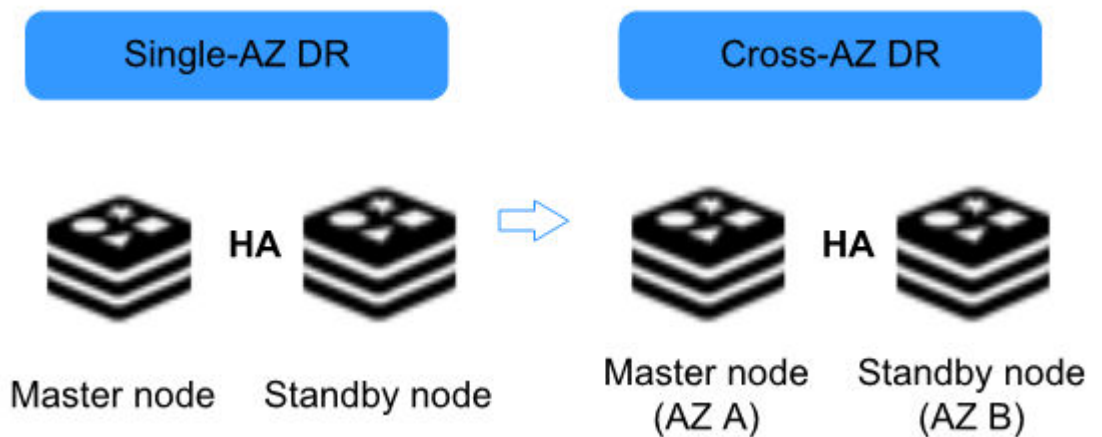 Single-AZ DR
Cross-AZ DR
HA
HA
Master node
Standby node
Master node
(AZ A)
Standby node
(AZ B)